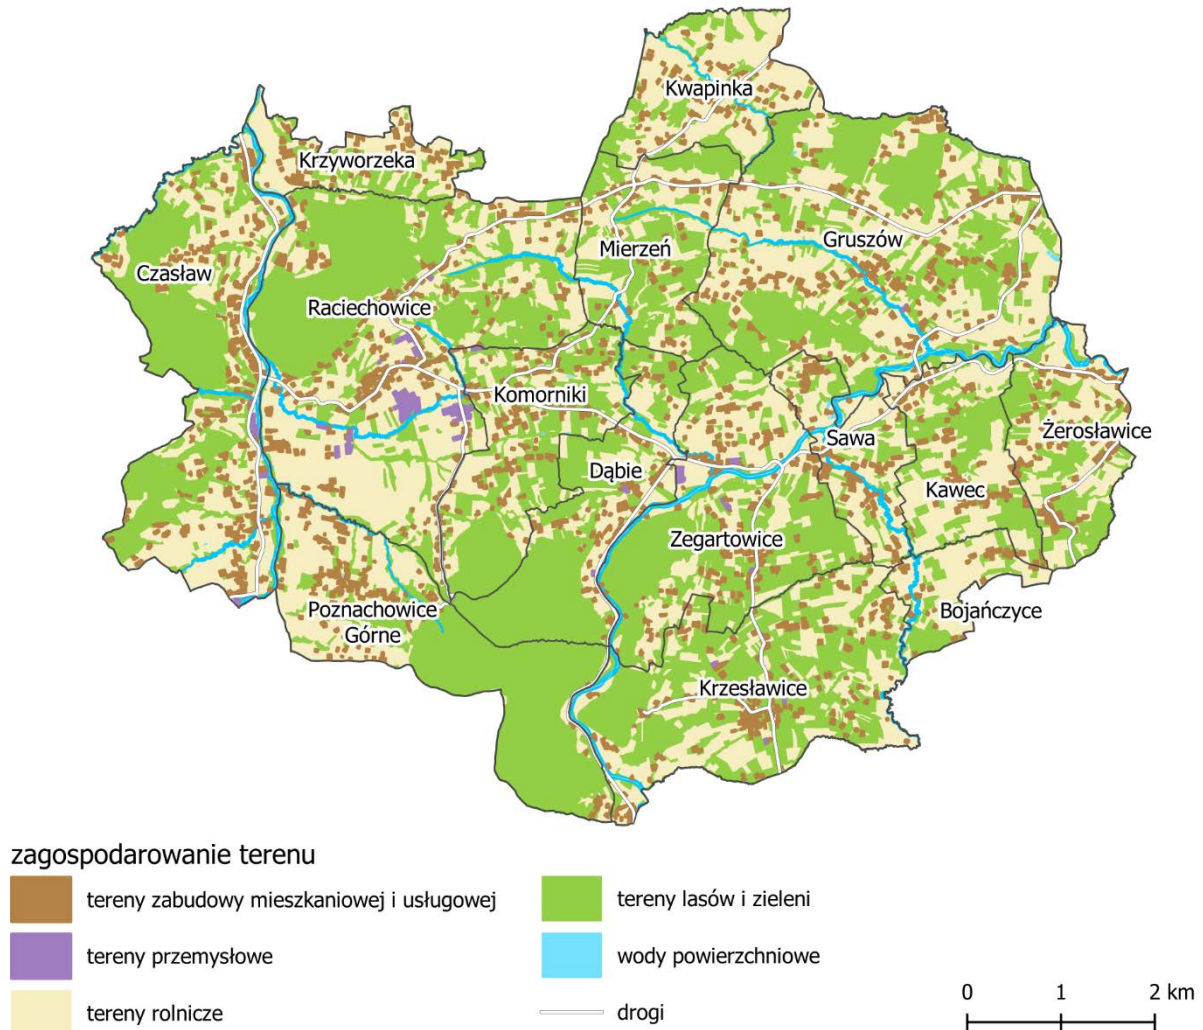 Kwapinka
Krzyworzeka
Czasław
Mierzeń
Gruszów
Raciechowice
Komorniki
Sawa
Żerosławice
Dąbie
Kawec
Zegartowice
Poznachowice
Górne
Bojańczyce
Krzesławice
zagospodarowanie terenu
tereny zabudowy mieszkaniowej i usługowej
tereny przemysłowe
tereny rolnicze
tereny lasów i zieleni
wody powierzchniowe
drogi
0 1 2 km